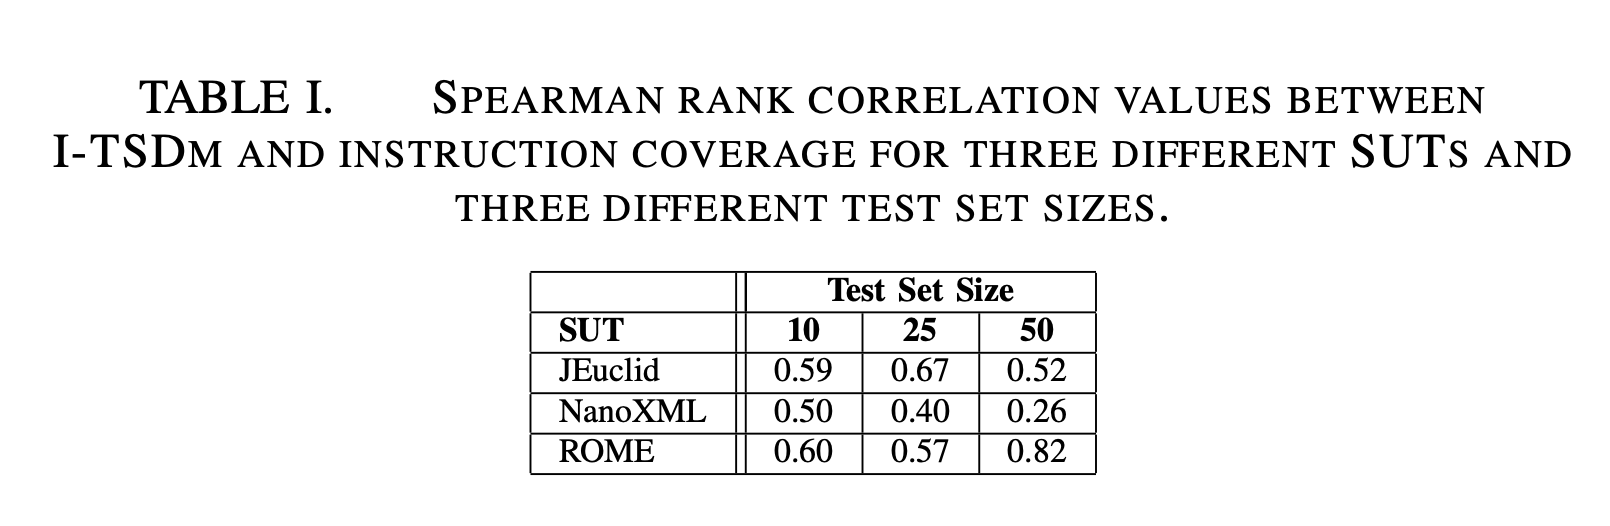 TABLE I. SPEARMAN RANK CORRELATION VALUES BETWEEN
I-TSDM AND INSTRUCTION COVERAGE FOR THREE DIFFERENT SUTS AND
THREE DIFFERENT TEST SET SIZES.
Test Set Size
SUT 10 25 50
JEuclid 0.59 0.67 0.52
NanoXML 0.50 0.40 0.26
ROME 0.60 0.57 0.82